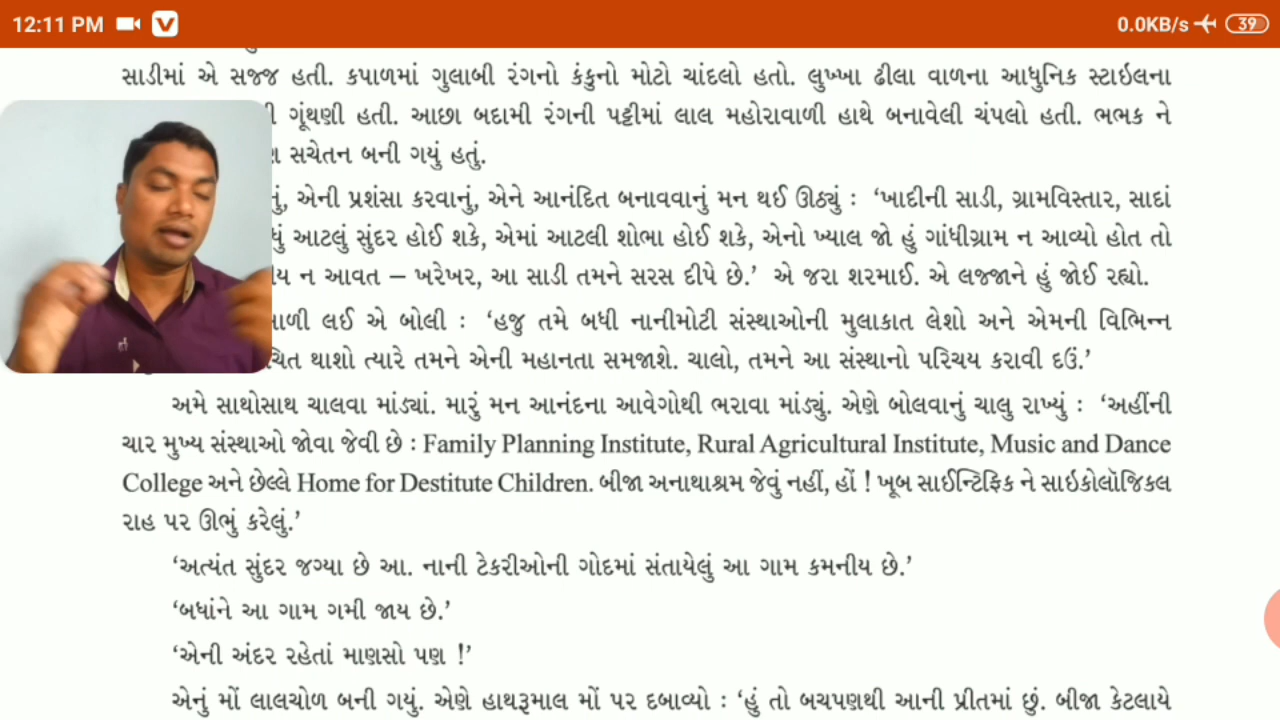 12:11 PM
0.0KB/s 39
સાડીમાં એ સજ્જ હતી. કપાળમાં ગુલાબી રંગનો કંકુનો મોટો ચાંદલો હતો. લુખ્ખા ઢીલા વાળના આધુનિક સ્ટાઇલના
ગૂંથણી હતી. આછા બદામી રંગની પટ્ટીમાં લાલ મહોરાવાળી હાથે બનાવેલી ચંપલો હતી. ભભક ને
સચેતન બની ગયું હતું.
એની પ્રશંસા કરવાનું, એને આનંદિત બનાવવાનું મન થઈ ઊઠ્યું : ‘ખાદીની સાડી, ગ્રામવિસ્તાર, સાદાં
આટલું સુંદર હોઈ શકે, એમાં આટલી શોભા હોઈ શકે, એનો ખ્યાલ જો હું ગાંધીગ્રામ ન આવ્યો હોત તો
ન આવત – ખરેખર, આ સાડી તમને સરસ દીપે છે.’ એ જરા શરમાઈ. એ લજ્જાને હું જોઈ રહ્યો.
લઈ એ બોલી : ‘હજુ તમે બધી નાનીમોટી સંસ્થાઓની મુલાકાત લેશો અને એમની વિભિન્ન
થાશો ત્યારે તમને એની મહાનતા સમજાશે. ચાલો, તમને આ સંસ્થાનો પરિચય કરાવી દઉં.’
અમે સાથોસાથ ચાલવા માંડ્યાં. મારું મન આનંદના આવેગોથી ભરાવા માંડ્યું. એણે બોલવાનું ચાલુ રાખ્યું : ‘અહીંની
ચાર મુખ્ય સંસ્થાઓ જોવા જેવી છે : Family Planning Institute, Rural Agricultural Institute, Music and Dance
College અને છેલ્લે Home for Destitute Children. બીજા અનાથાશ્રમ જેવું નહીં, હોં ! ખૂબ સાઈન્ટિફિક ને સાઇકોલૉજિકલ
રાહ પર ઊભું કરેલું.’
‘અત્યંત સુંદર જગ્યા છે આ. નાની ટેકરીઓની ગોદમાં સંતાયેલું આ ગામ કમનીય છે.’
‘બધાંને આ ગામ ગમી જાય છે.’
‘એની અંદર રહેતાં માણસો પણ !’
એનું મોં લાલચોળ બની ગયું. એણે હાથરૂમાલ મોં પર દબાવ્યો : ‘હું તો બચપણથી આની પ્રીતમાં છું. બીજા કેટલાયે